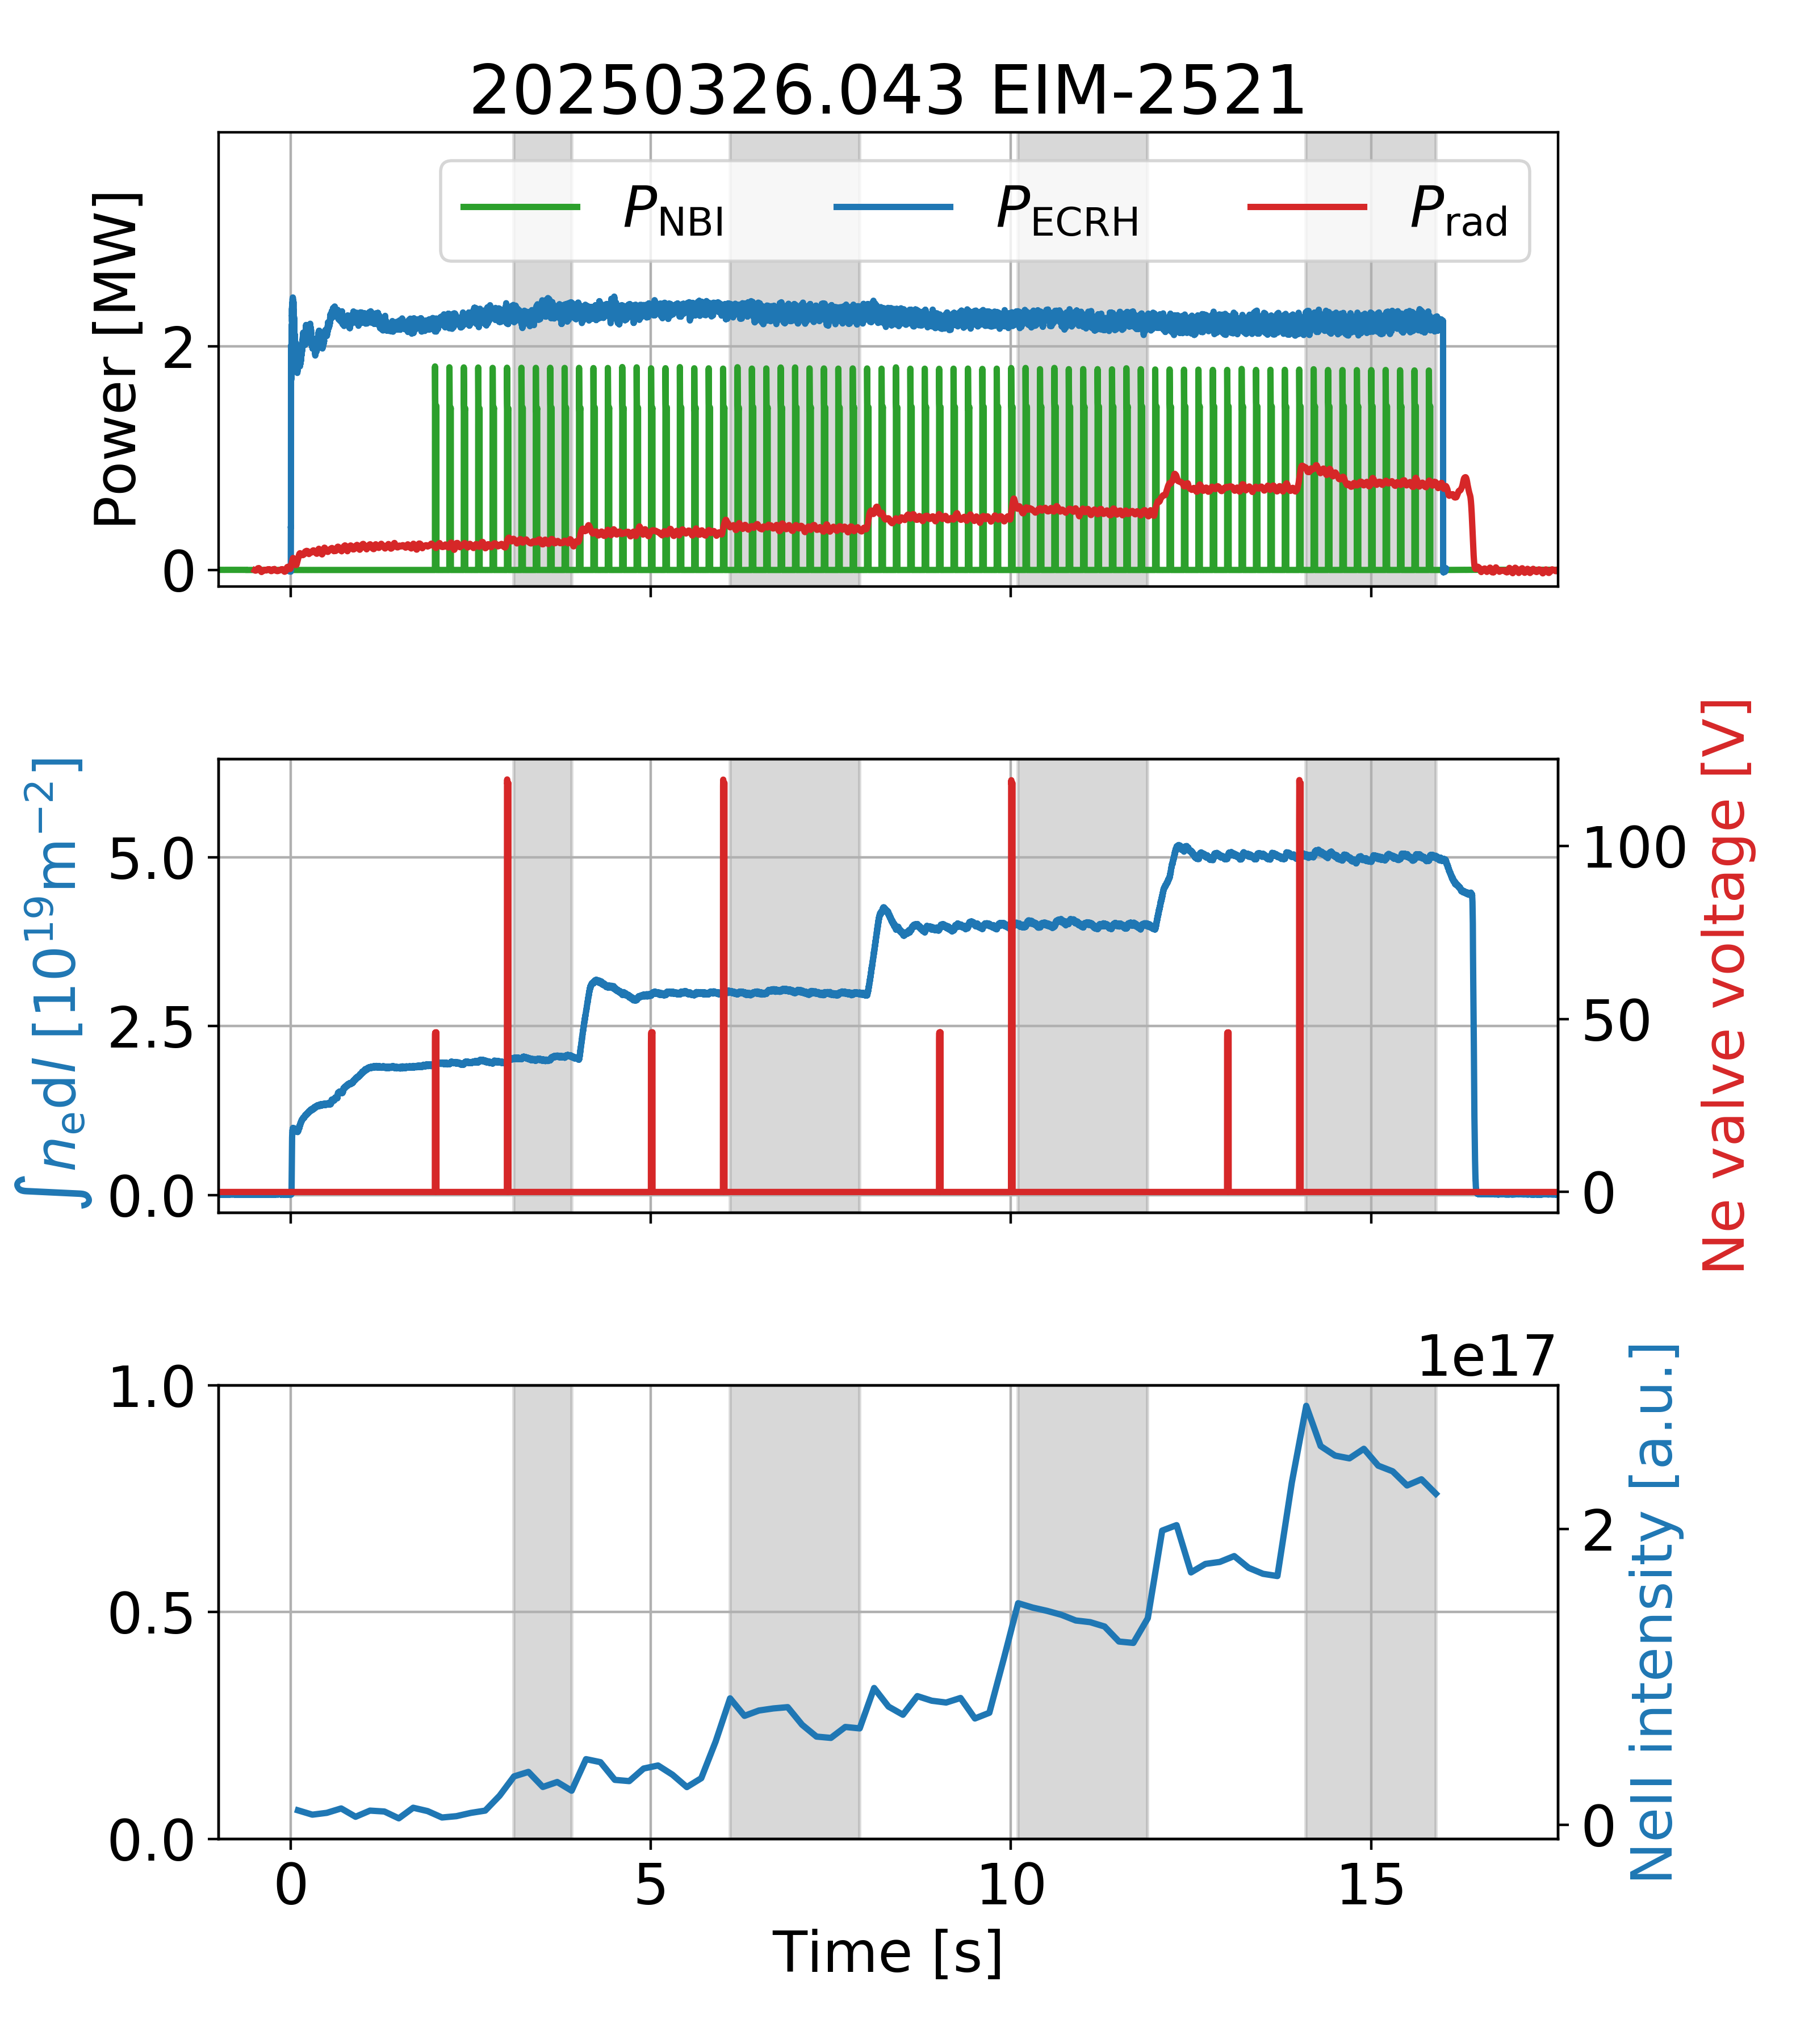 20250326.043 EIM-2521
Power [MW]
2
0
P_NBI P_ECRH P_rad
∫ n_e dl [10^19 m^−2]
5.0
2.5
0.0
100
50
0
Ne valve voltage [V]
1e17
1.0
0.5
0.0
2
0
NeII intensity [a.u.]
0 5 10 15
Time [s]